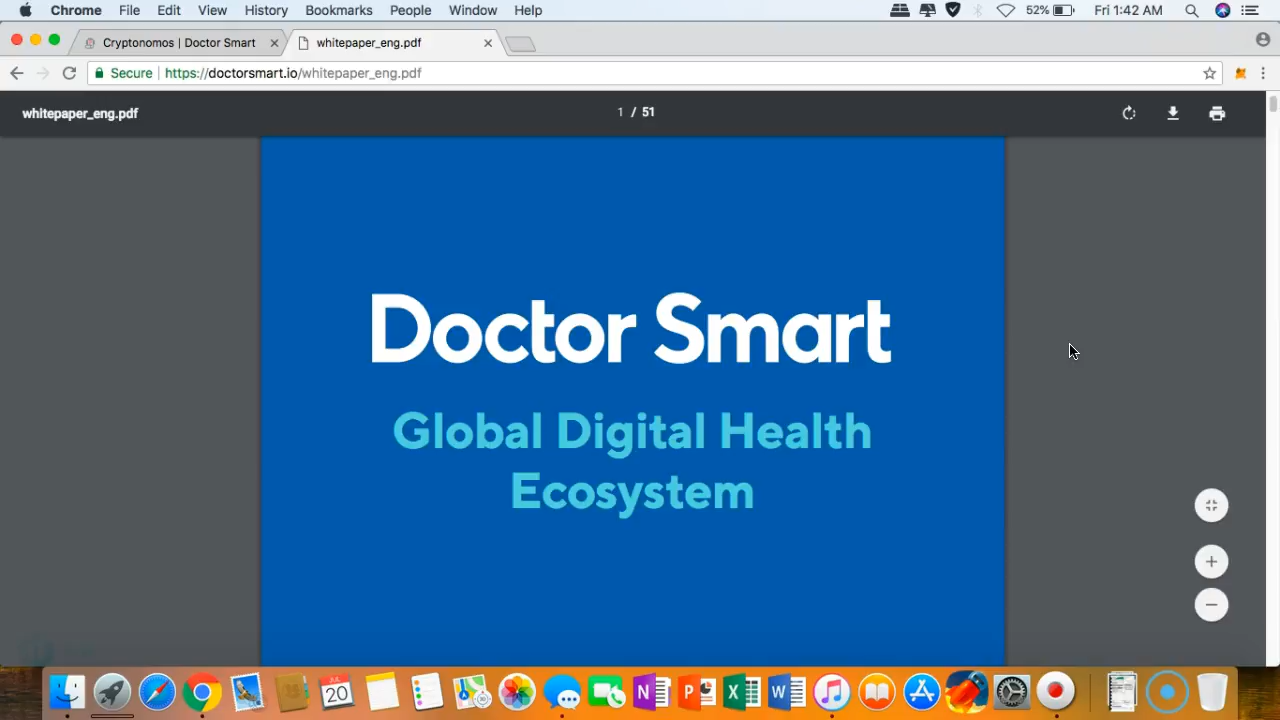 Chrome File Edit View History Bookmarks People Window Help 52% Fri 1:42 AM
Cryptonomos | Doctor Smart whitepaper_eng.pdf
Secure https://doctorsmart.io/whitepaper_eng.pdf
whitepaper_eng.pdf 1 / 51
Doctor Smart
Global Digital Health
Ecosystem
JUL
20
N P X W